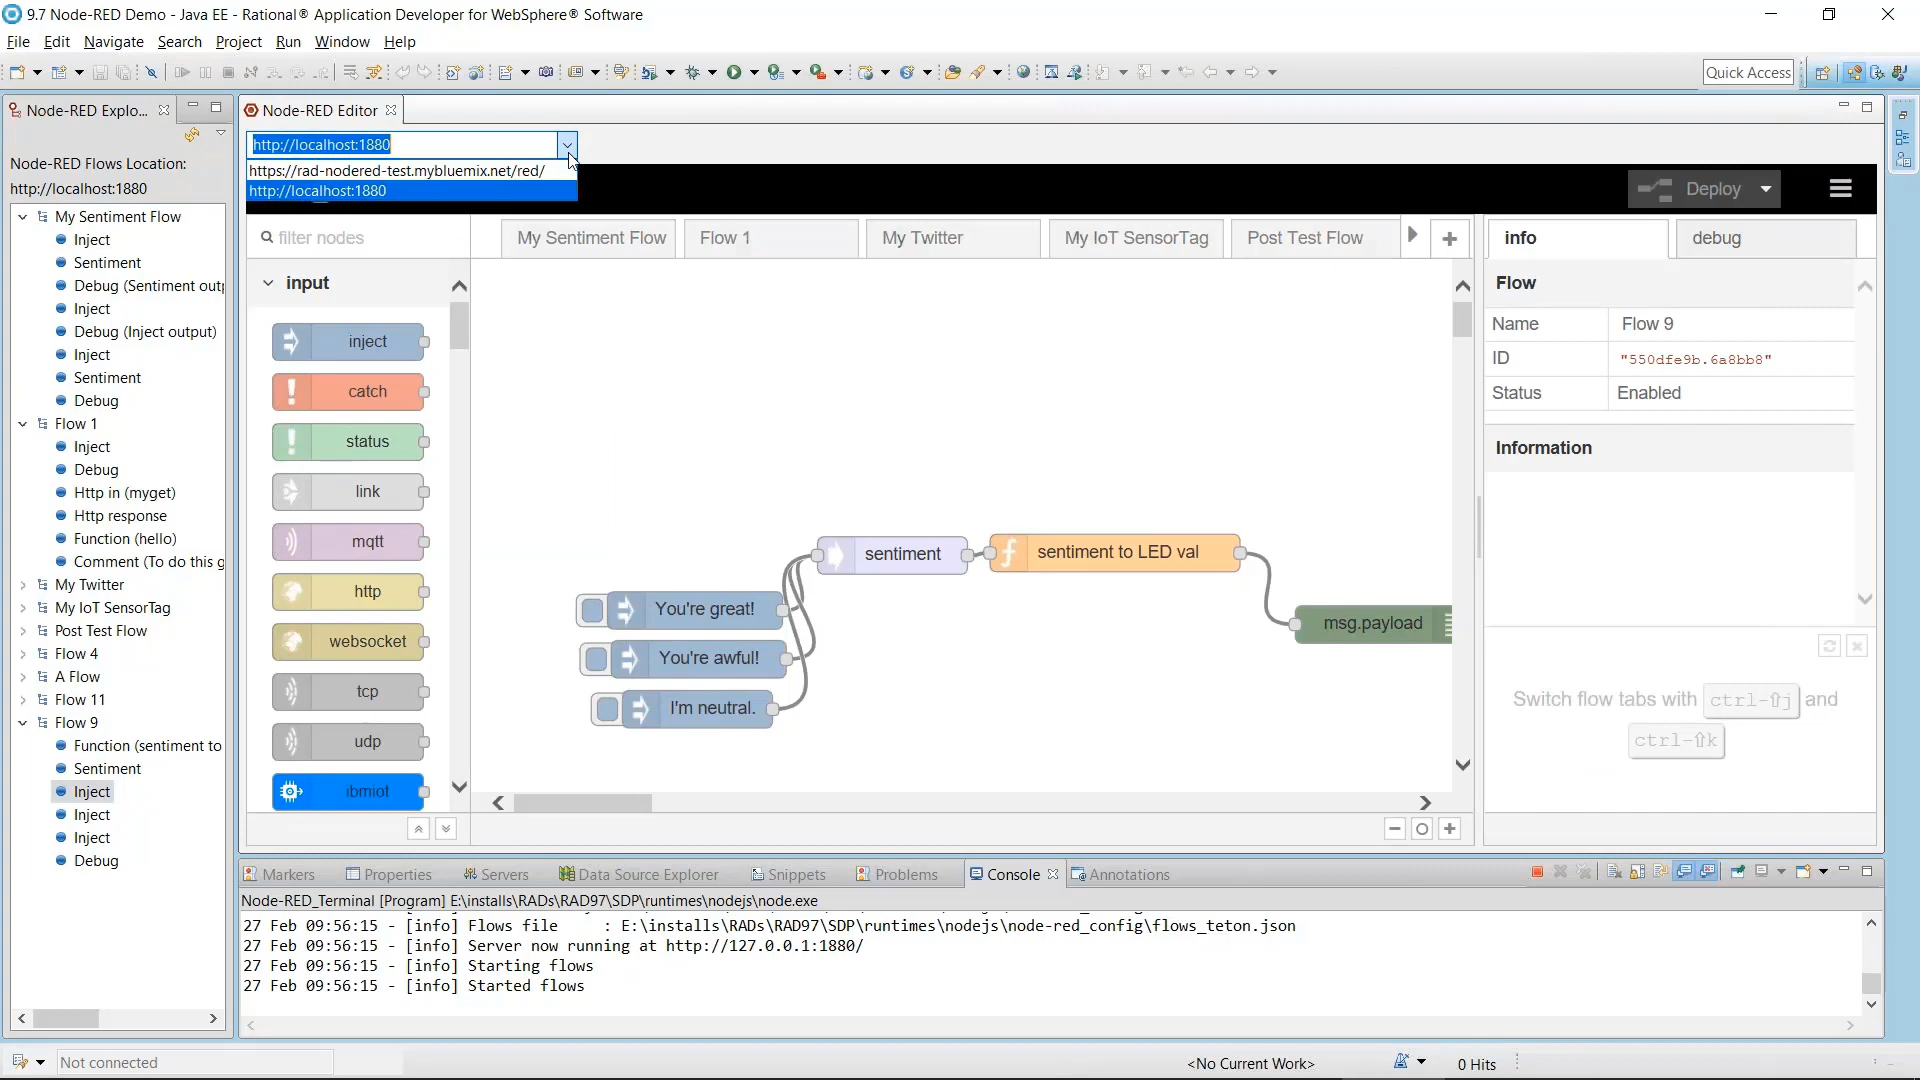 9.7 Node-RED Demo - Java EE - Rational® Application Developer for WebSphere® Software
File Edit Navigate Search Project Run Window Help
Quick Access
Node-RED Explo...
Node-RED Flows Location:
http://localhost:1880
My Sentiment Flow
Inject
Sentiment
Debug (Sentiment out
Inject
Debug (Inject output)
Inject
Sentiment
Debug
Flow 1
Inject
Debug
Http in (myget)
Http response
Function (hello)
Comment (To do this g
My Twitter
My IoT SensorTag
Post Test Flow
Flow 4
A Flow
Flow 11
Flow 9
Function (sentiment to
Sentiment
Inject
Inject
Inject
Debug
Node-RED Editor
http://localhost:1880
https://rad-nodered-test.mybluemix.net/red/
http://localhost:1880
Deploy
filter nodes
My Sentiment Flow
Flow 1
My Twitter
My IoT SensorTag
Post Test Flow
input
inject
catch
status
link
mqtt
http
websocket
tcp
udp
ibmiot
sentiment
sentiment to LED val
You're great!
You're awful!
I'm neutral.
msg.payload
info
debug
Flow
Name Flow 9
ID "550dfe9b.6a8bb8"
Status Enabled
Information
Switch flow tabs with ctrl-⇧j and
ctrl-⇧k
Markers Properties Servers Data Source Explorer Snippets Problems Console Annotations
Node-RED_Terminal [Program] E:\installs\RADs\RAD97\SDP\runtimes\nodejs\node.exe
27 Feb 09:56:15 - [info] Flows file : E:\installs\RADs\RAD97\SDP\runtimes\nodejs\node-red_config\flows_teton.json
27 Feb 09:56:15 - [info] Server now running at http://127.0.0.1:1880/
27 Feb 09:56:15 - [info] Starting flows
27 Feb 09:56:15 - [info] Started flows
Not connected
<No Current Work>
0 Hits